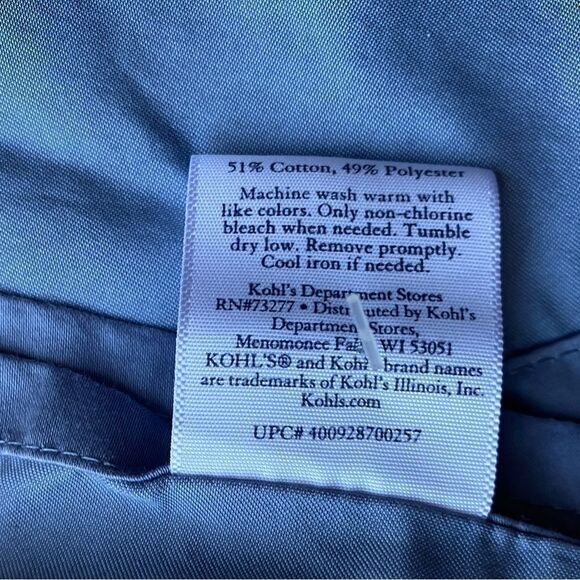 51% Cotton, 49% Polyester
Machine wash warm with
like colors. Only non-chlorine
bleach when needed. Tumble
dry low. Remove promptly.
Cool iron if needed.
Kohl's Department Stores
RN#73277 • Distributed by Kohl's
Department Stores,
Menomonee Falls, WI 53051
KOHL'S® and Kohl's brand names
are trademarks of Kohl's Illinois, Inc.
Kohls.com
UPC# 400928700257